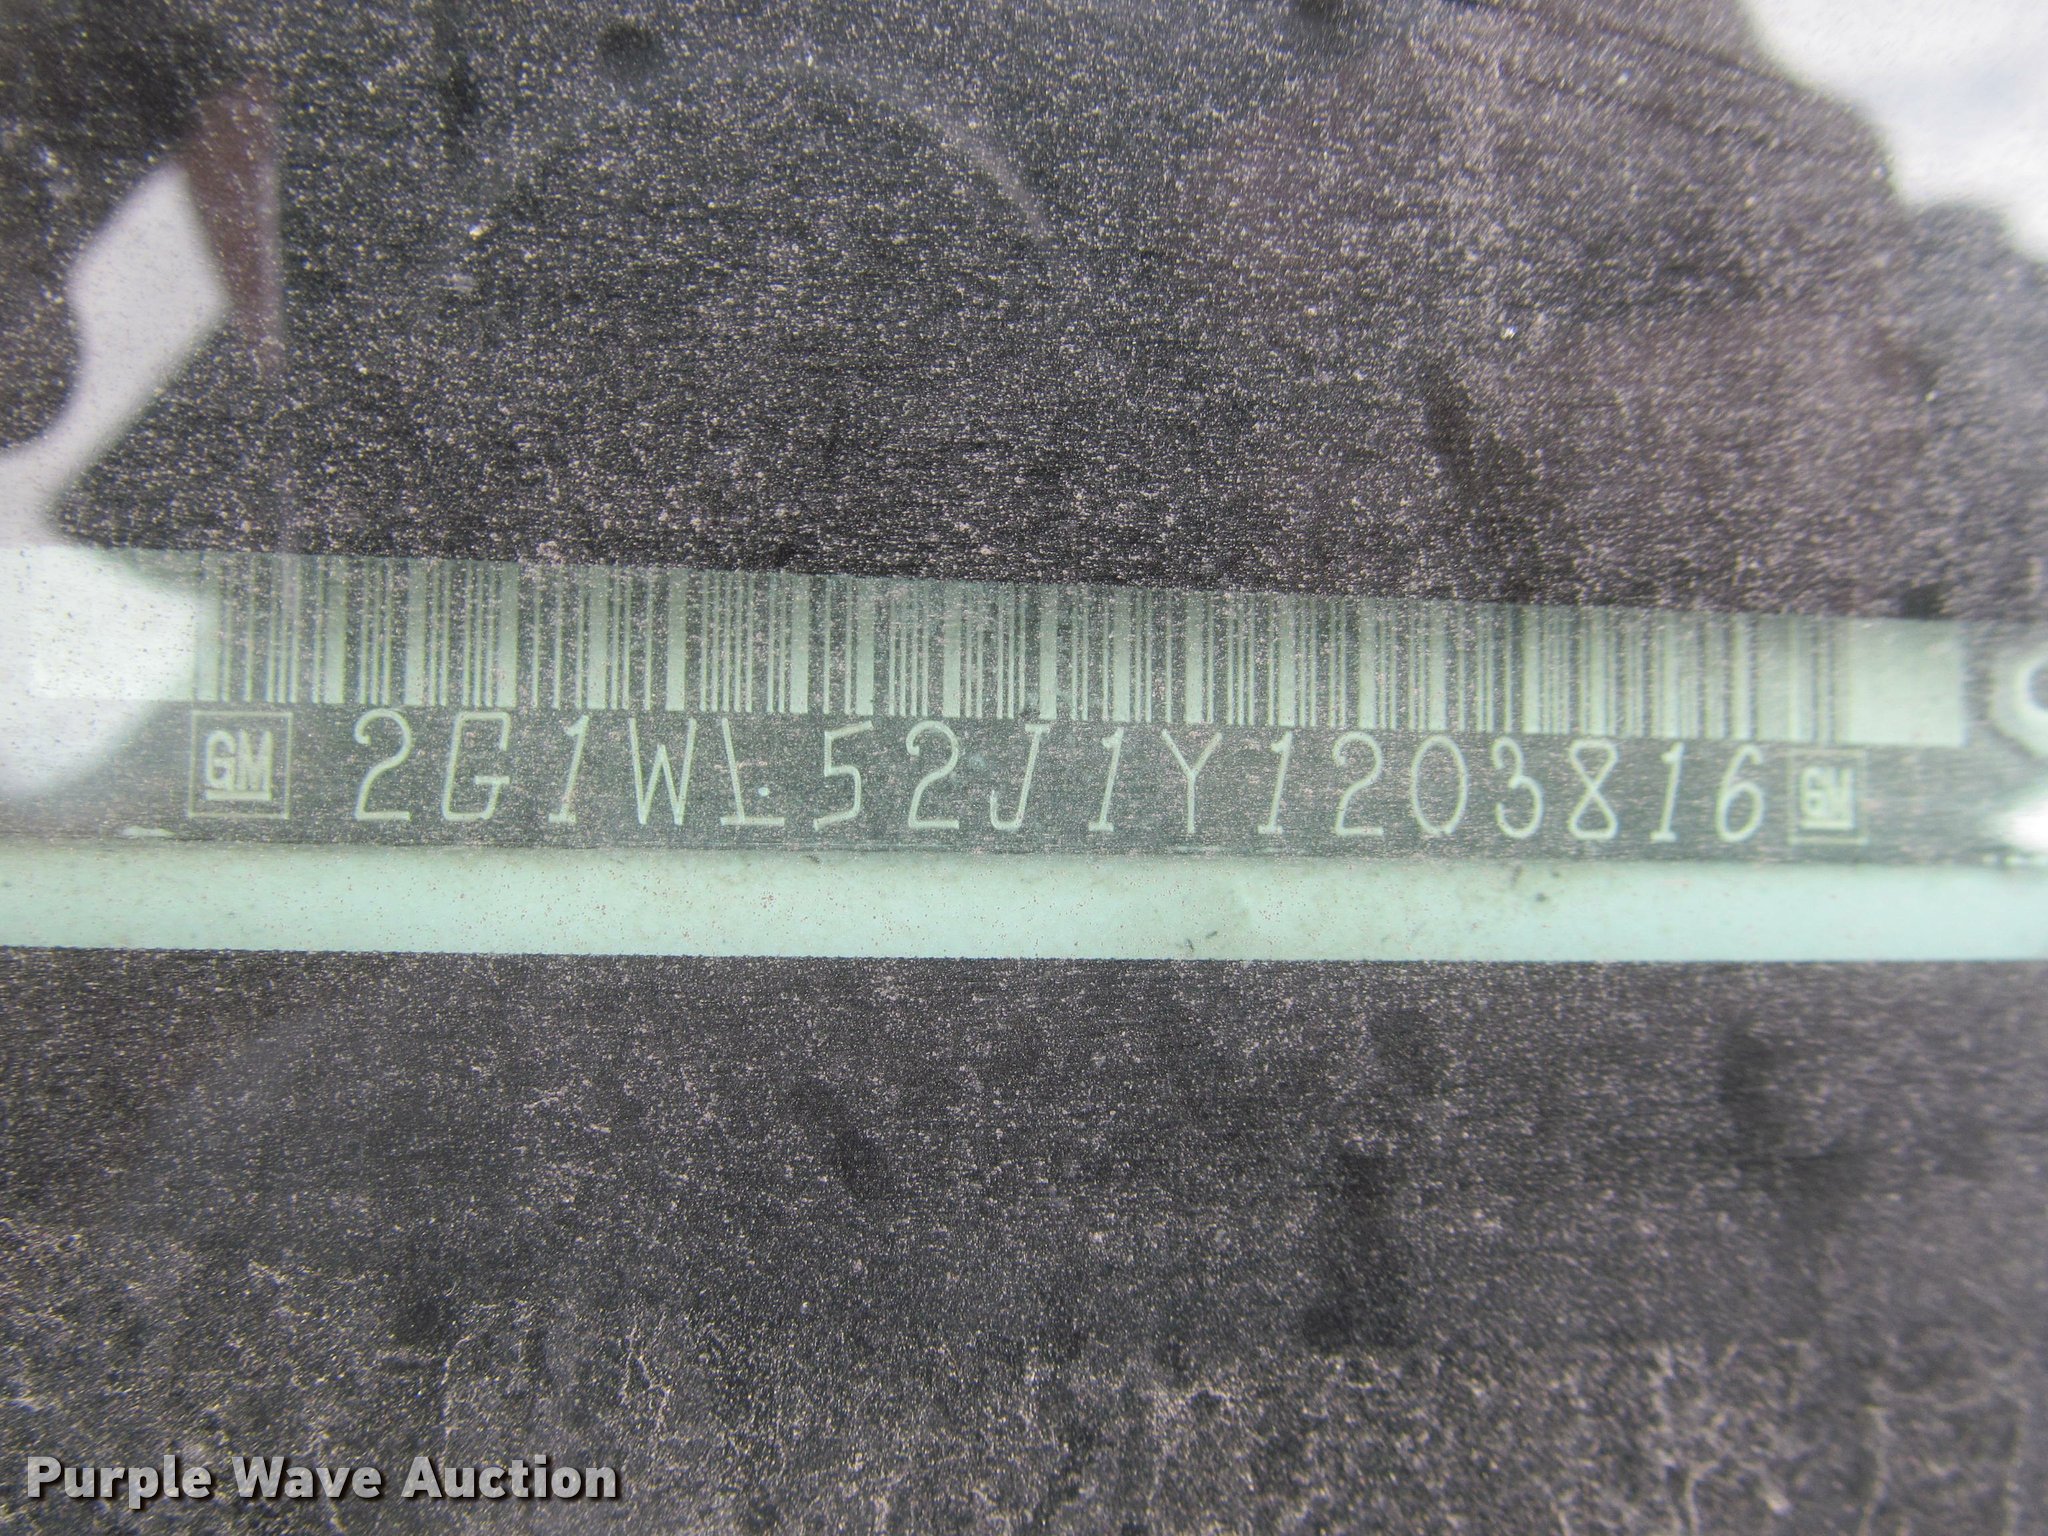 GM 2G1WL52J1Y1203816 GM
Purple Wave Auction